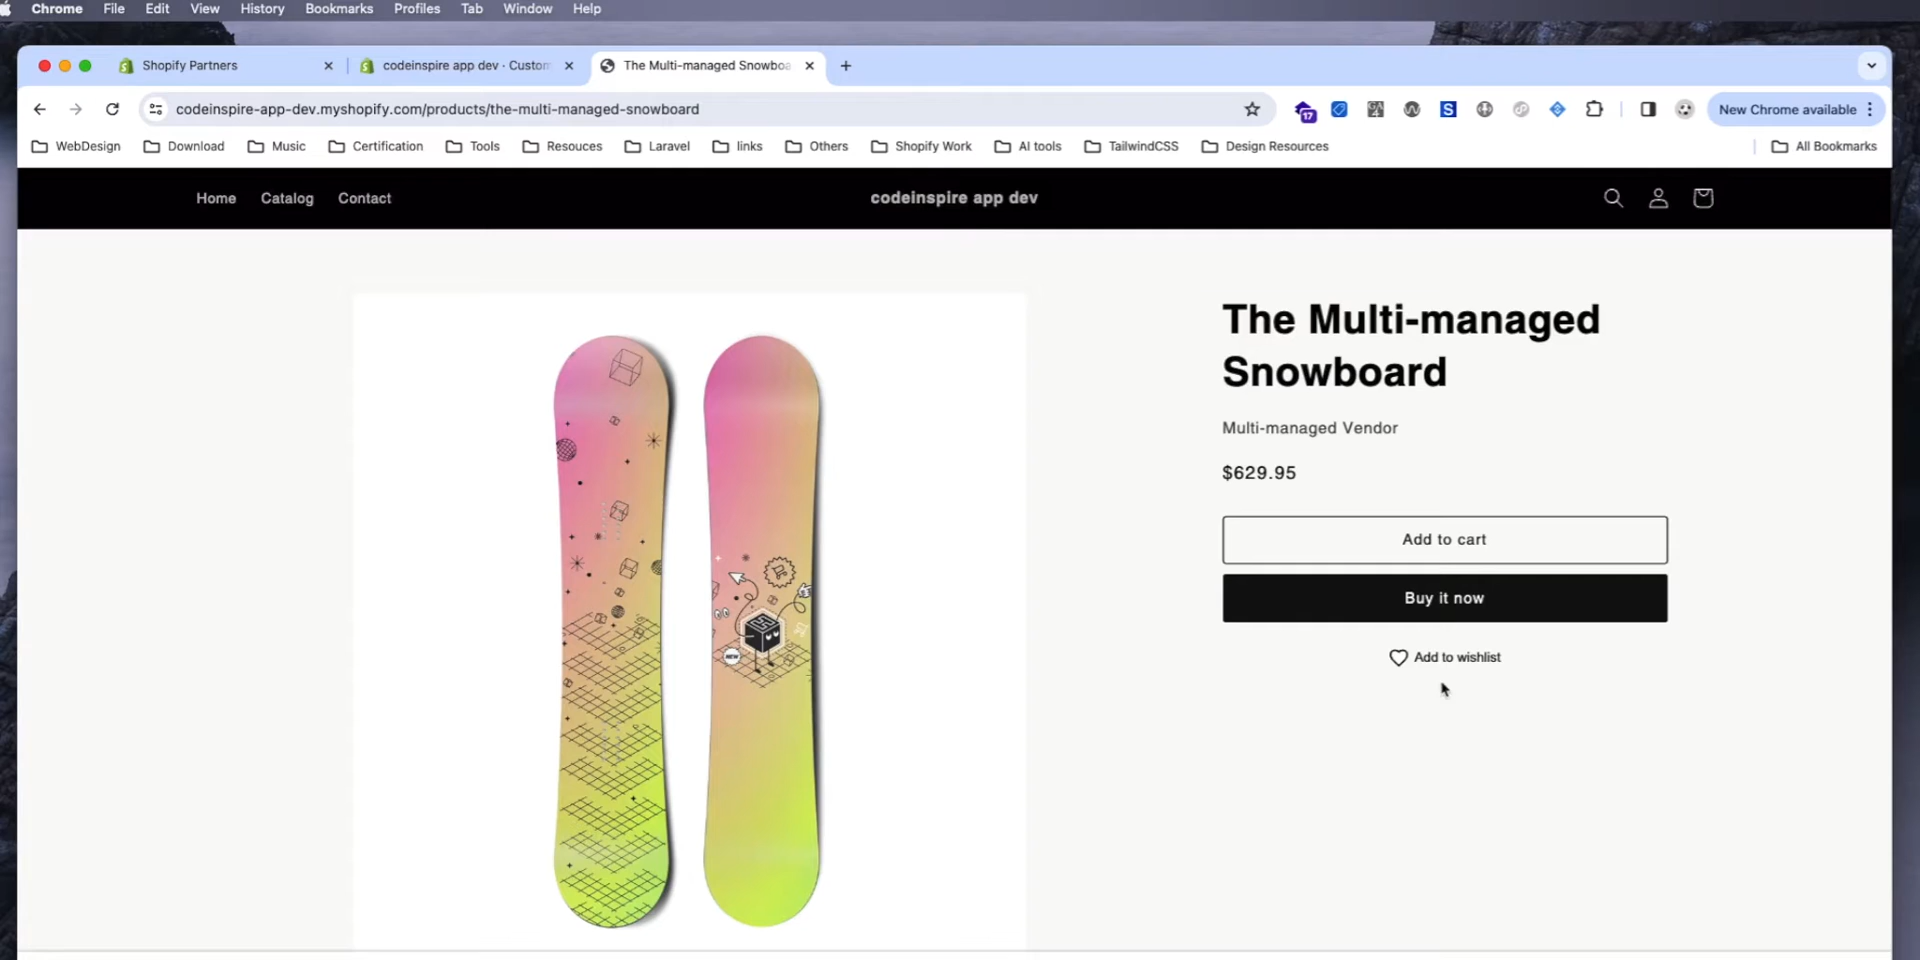 Chrome File Edit View History Bookmarks Profiles Tab Window Help
Shopify Partners codeinspire app dev · Custom The Multi-managed Snowboa
codeinspire-app-dev.myshopify.com/products/the-multi-managed-snowboard 17 S New Chrome available
WebDesign Download Music Certification Tools Resouces Laravel links Others Shopify Work AI tools TailwindCSS Design Resources All Bookmarks
Home Catalog Contact codeinspire app dev
The Multi-managed
Snowboard
Multi-managed Vendor
$629.95
Add to cart
Buy it now
Add to wishlist
NEW